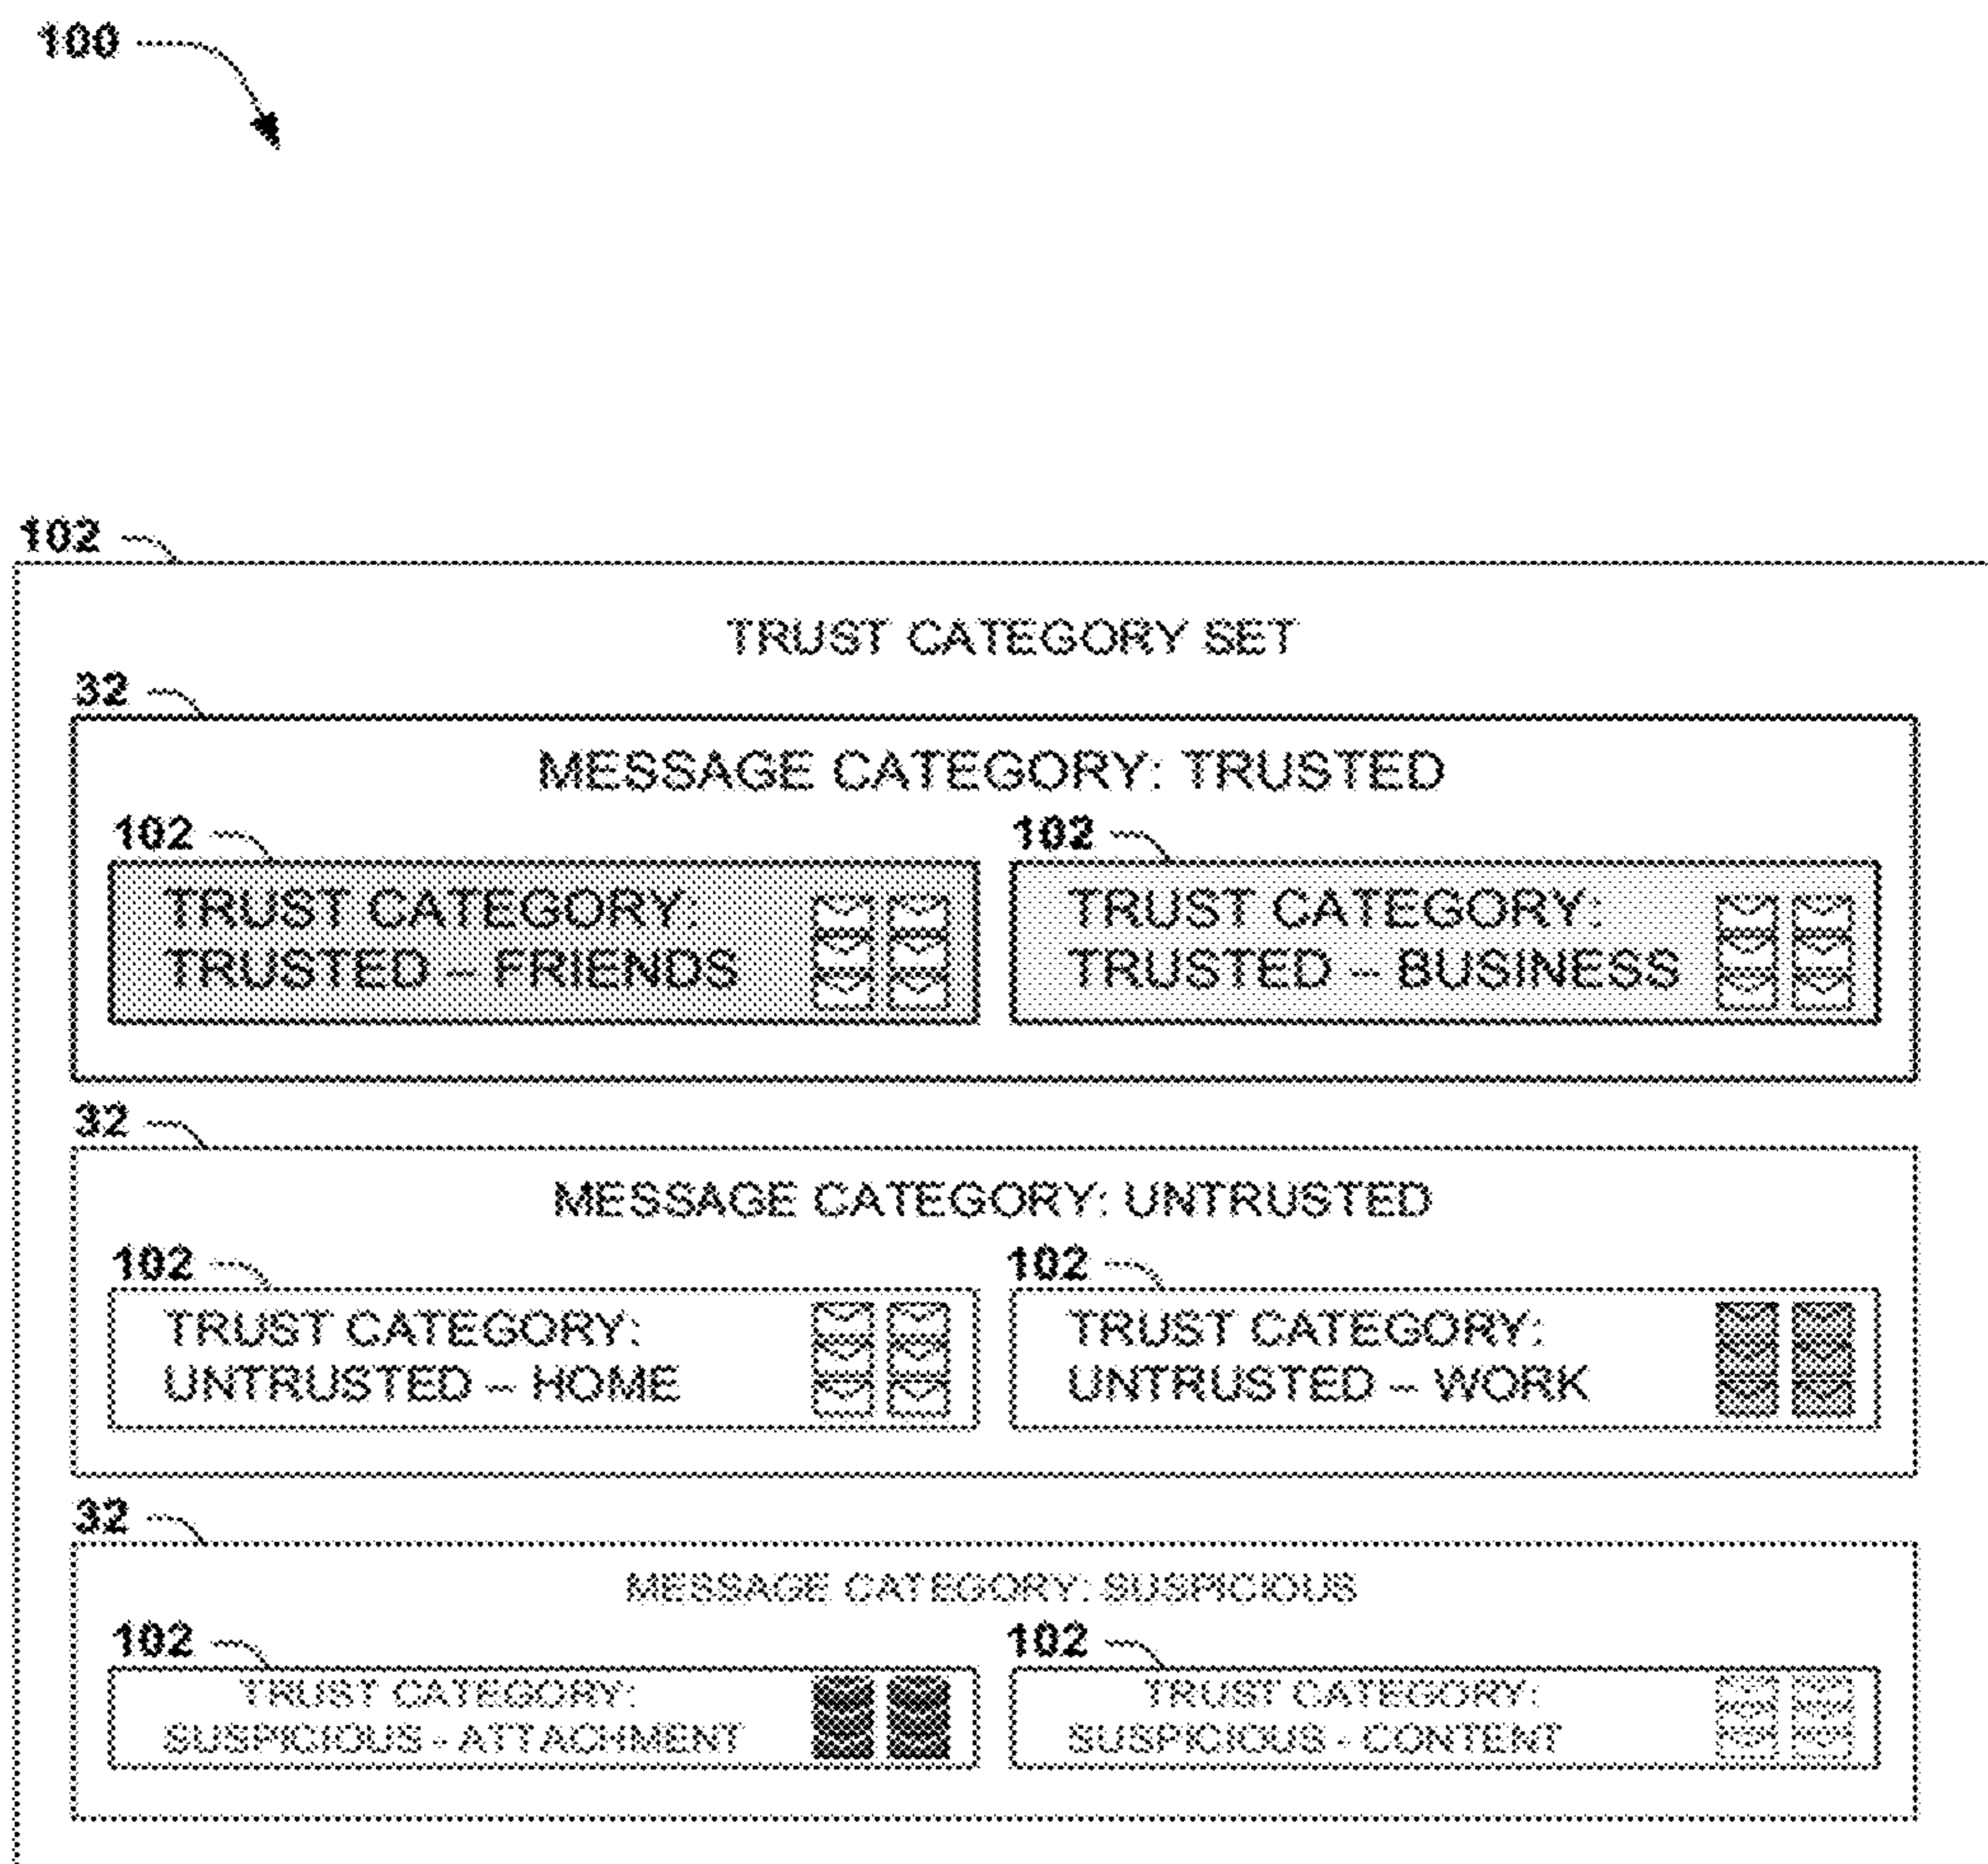 100
102
TRUST CATEGORY SET
32
MESSAGE CATEGORY: TRUSTED
102
102
TRUST CATEGORY:
TRUSTED – FRIENDS
TRUST CATEGORY:
TRUSTED – BUSINESS
32
MESSAGE CATEGORY: UNTRUSTED
102
102
TRUST CATEGORY:
UNTRUSTED – HOME
TRUST CATEGORY:
UNTRUSTED – WORK
32
MESSAGE CATEGORY: SUSPICIOUS
102
102
TRUST CATEGORY:
SUSPICIOUS - ATTACHMENT
TRUST CATEGORY:
SUSPICIOUS - CONTENT